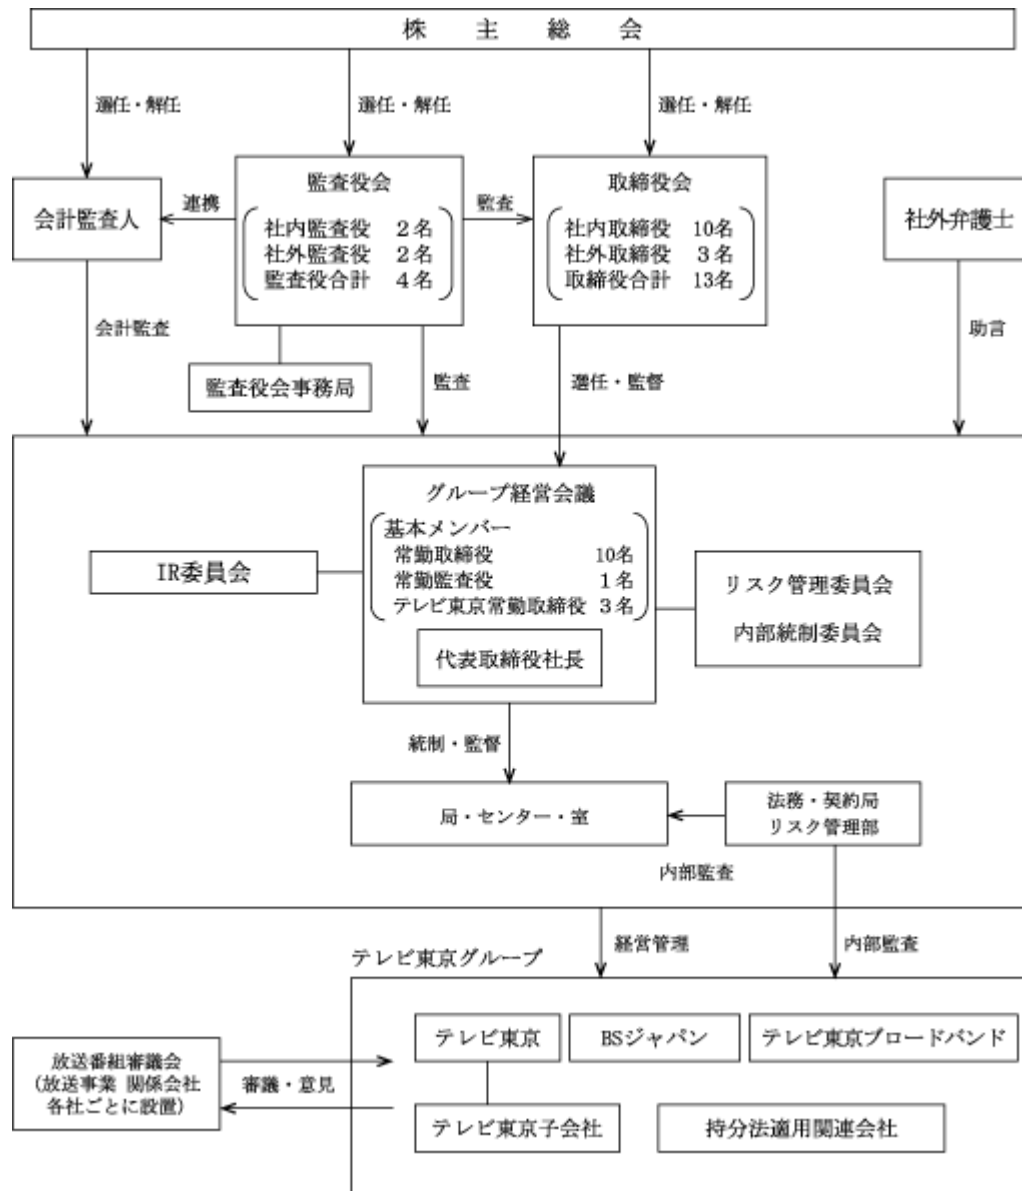 株主総会
選任・解任
選任・解任
選任・解任
会計監査人
連携
監査役会
社内監査役 2名
社外監査役 2名
監査役合計 4名
監査
取締役会
社内取締役 10名
社外取締役 3名
取締役合計 13名
社外弁護士
会計監査
監査役会事務局
監査
選任・監督
助言
グループ経営会議
基本メンバー
常勤取締役 10名
常勤監査役 1名
テレビ東京常勤取締役 3名
代表取締役社長
IR委員会
リスク管理委員会
内部統制委員会
統制・監督
局・センター・室
法務・契約局
リスク管理部
内部監査
経営管理
内部監査
テレビ東京グループ
テレビ東京
BSジャパン
テレビ東京ブロードバンド
放送番組審議会
(放送事業 関係会社
各社ごとに設置)
審議・意見
テレビ東京子会社
持分法適用関連会社